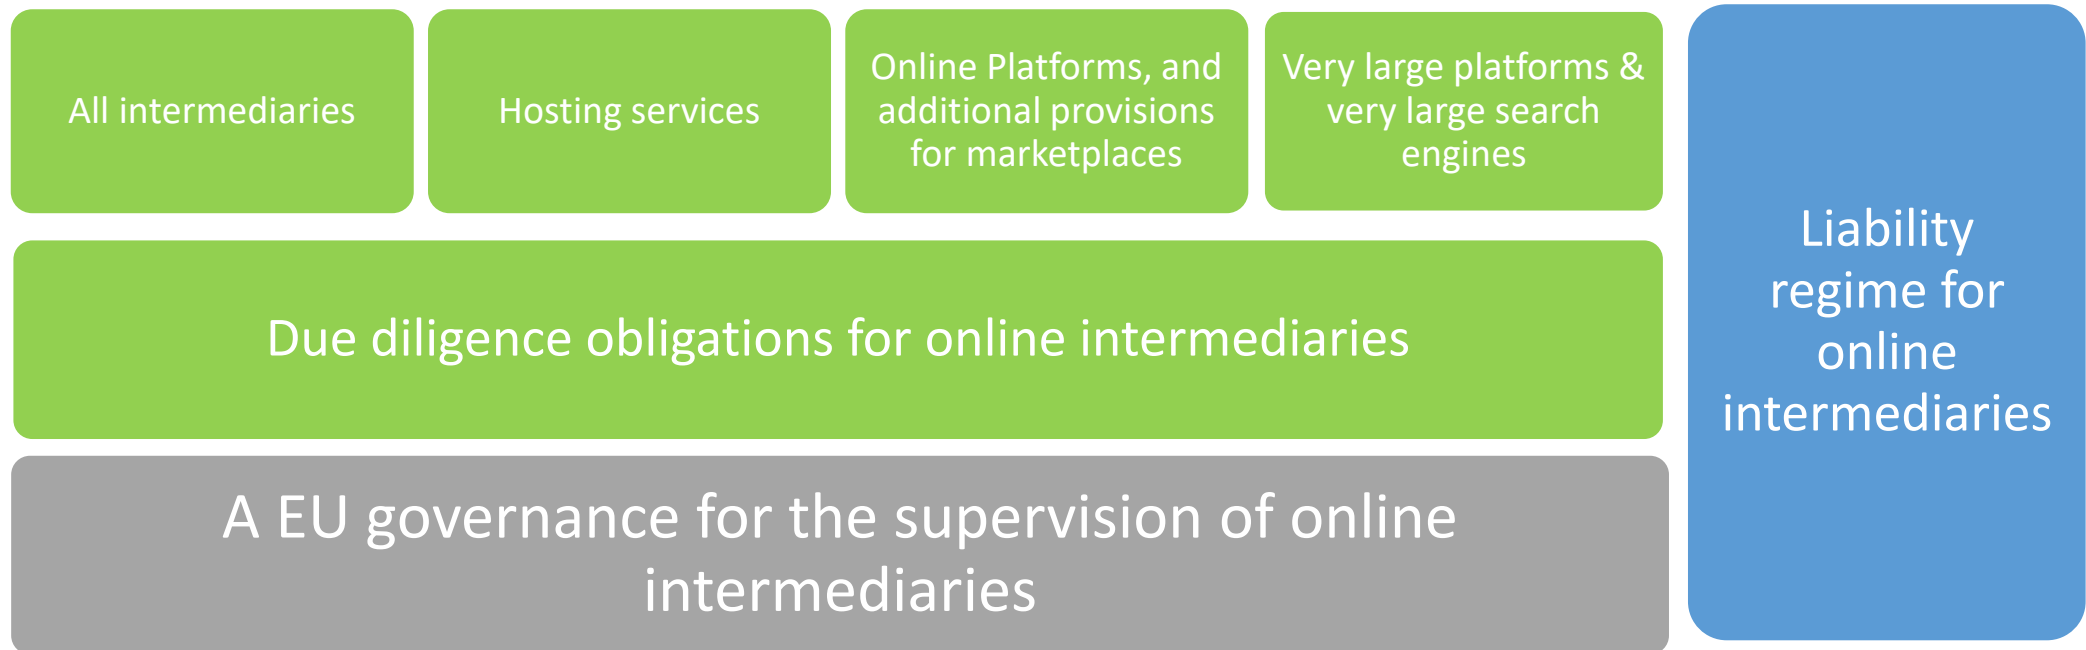 All intermediaries
Hosting services
Online Platforms, and
additional provisions
for marketplaces
Very large platforms &
very large search
engines
Due diligence obligations for online intermediaries
A EU governance for the supervision of online
intermediaries
Liability
regime for
online
intermediaries